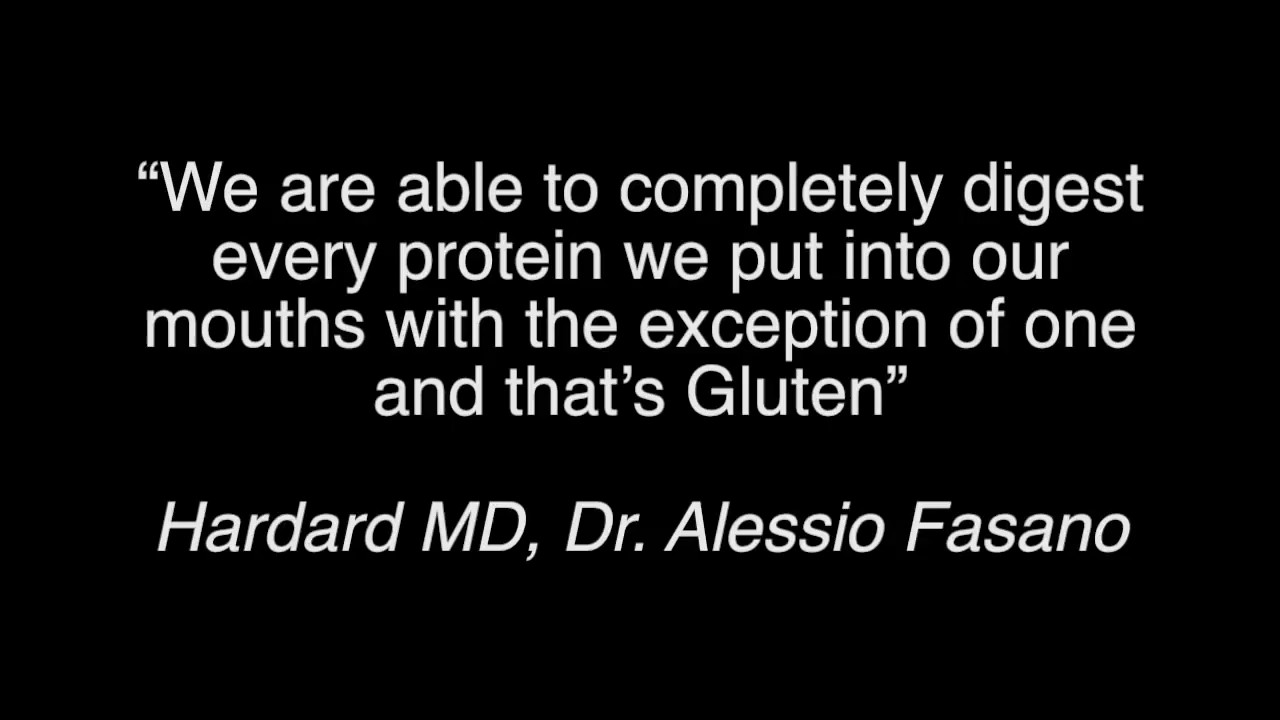 “We are able to completely digest
every protein we put into our
mouths with the exception of one
and that’s Gluten”
Hardard MD, Dr. Alessio Fasano